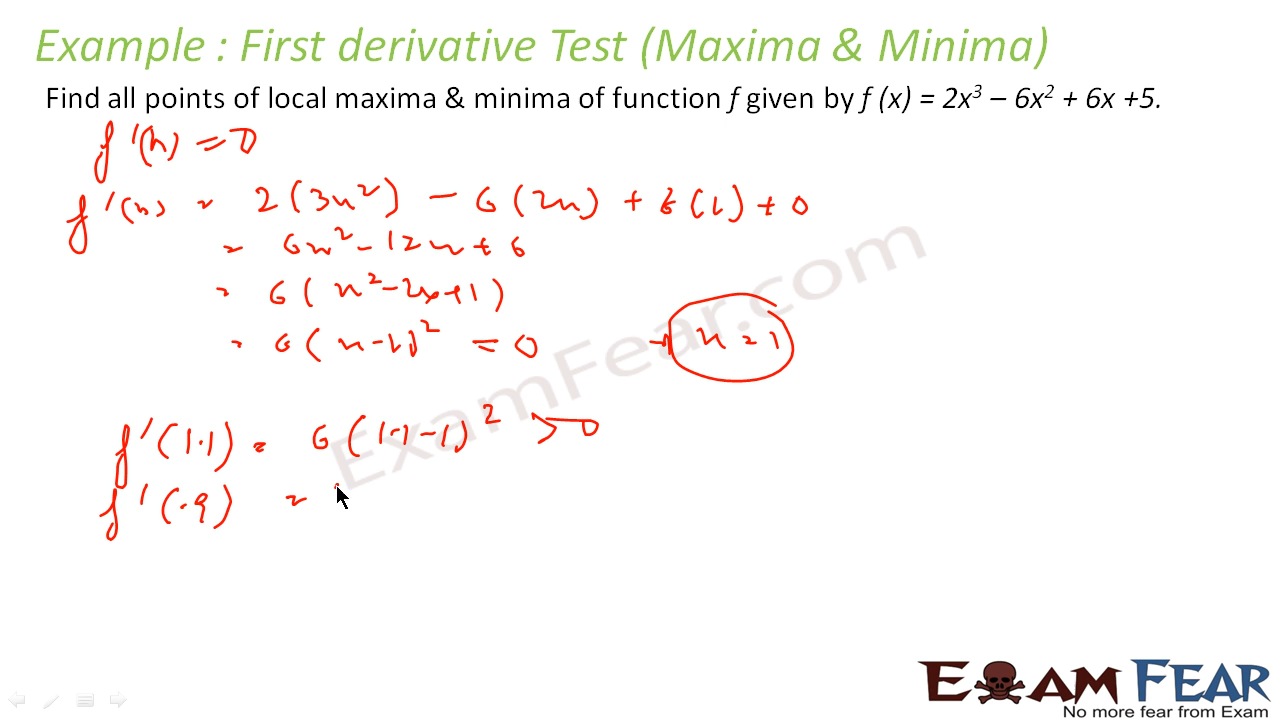 Example : First derivative Test (Maxima & Minima)
Find all points of local maxima & minima of function f given by f (x) = 2x³ – 6x² + 6x +5.
f'(x) = 0
f'(x) = 2(3x²) – 6(2x) + 6(1) + 0
= 6x² – 12x + 6
= 6(x² – 2x + 1)
= 6(x – 1)² = 0 → x = 1
f'(1.1) = 6(1.1 – 1)² > 0
f'(.9) =
ExamFear.com
EXAM FEAR
No more fear from Exam